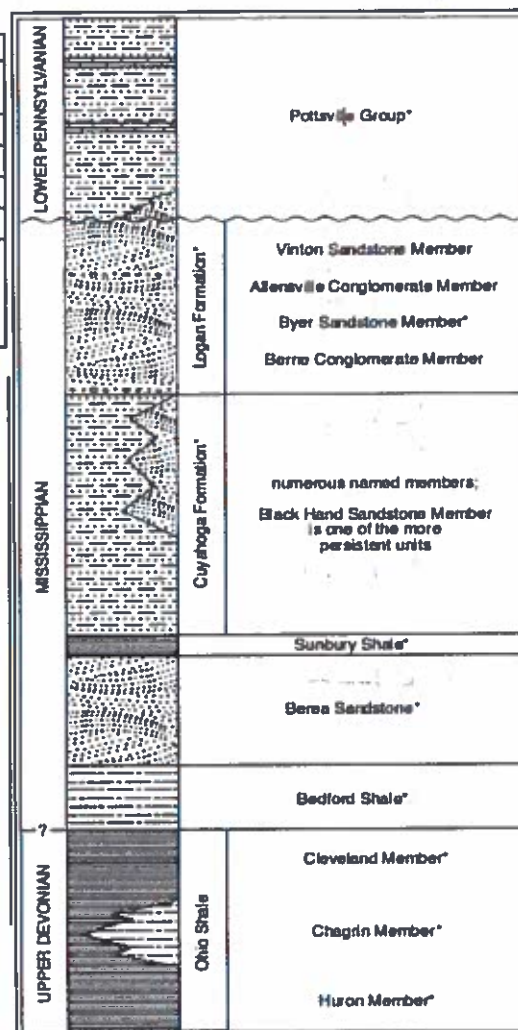 LOWER PENNSYLVANIAN
Pottsville Group*
MISSISSIPPIAN
Logan Formation*
Vinton Sandstone Member
Allensville Conglomerate Member
Byer Sandstone Member*
Berne Conglomerate Member
Cuyahoga Formation*
numerous named members;
Black Hand Sandstone Member
is one of the more
persistent units
Sunbury Shale*
Berea Sandstone*
Bedford Shale*
?
UPPER DEVONIAN
Ohio Shale
Cleveland Member*
Chagrin Member*
Huron Member*